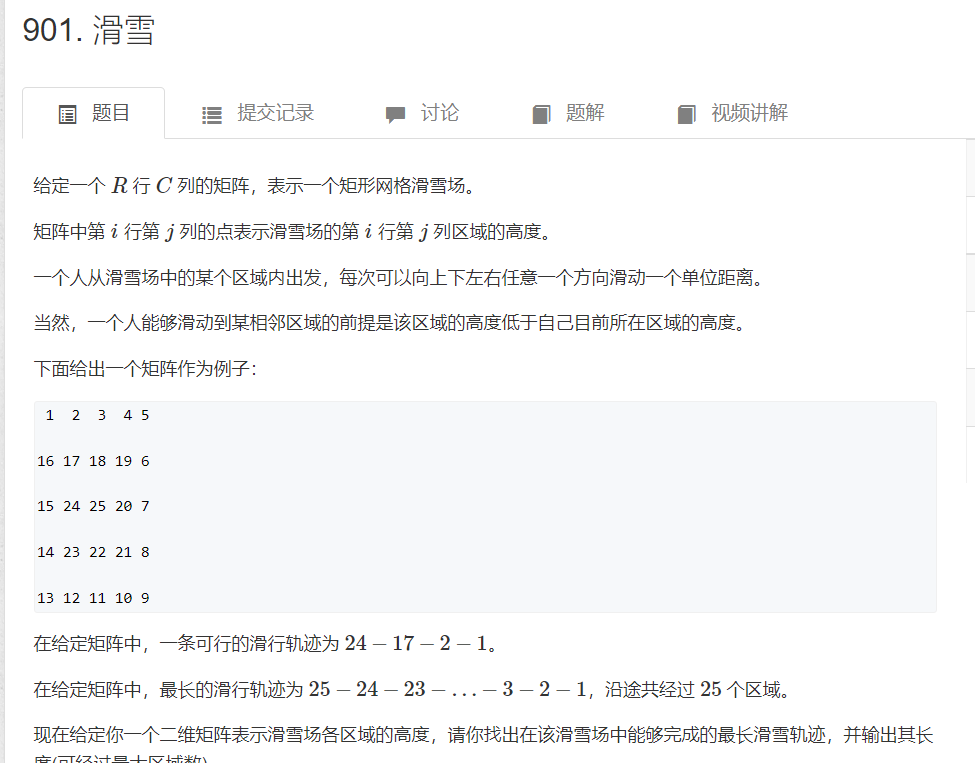 901. 滑雪
题目 提交记录 讨论 题解 视频讲解
给定一个 R 行 C 列的矩阵，表示一个矩形网格滑雪场。
矩阵中第 i 行第 j 列的点表示滑雪场的第 i 行第 j 列区域的高度。
一个人从滑雪场中的某个区域内出发，每次可以向上下左右任意一个方向滑动一个单位距离。
当然，一个人能够滑动到某相邻区域的前提是该区域的高度低于自己目前所在区域的高度。
下面给出一个矩阵作为例子：
1 2 3 4 5
16 17 18 19 6
15 24 25 20 7
14 23 22 21 8
13 12 11 10 9
在给定矩阵中，一条可行的滑行轨迹为 24 − 17 − 2 − 1。
在给定矩阵中，最长的滑行轨迹为 25 − 24 − 23 − … − 3 − 2 − 1，沿途共经过 25 个区域。
现在给定你一个二维矩阵表示滑雪场各区域的高度，请你找出在该滑雪场中能够完成的最长滑雪轨迹，并输出其长
度(可经过最大区域数)